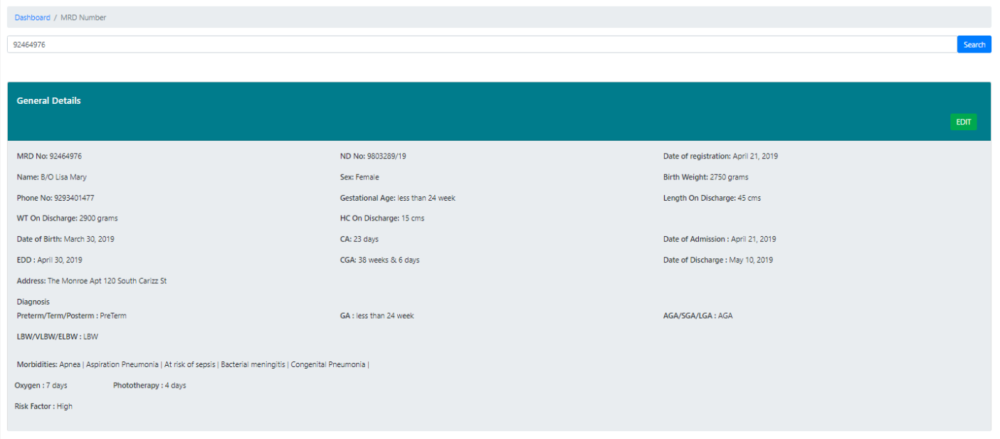 Dashboard / MRD Number
92464976 Search
General Details
EDIT
MRD No: 92464976 ND No: 9803289/19 Date of registration: April 21, 2019
Name: B/O Lisa Mary Sex: Female Birth Weight: 2750 grams
Phone No: 9293401477 Gestational Age: less than 24 week Length On Discharge: 45 cms
WT On Discharge: 2900 grams HC On Discharge: 15 cms
Date of Birth: March 30, 2019 CA: 23 days Date of Admission : April 21, 2019
EDD : April 30, 2019 CGA: 38 weeks & 6 days Date of Discharge : May 10, 2019
Address: The Monroe Apt 120 South Carizz St
Diagnosis
Preterm/Term/Posterm : PreTerm GA : less than 24 week AGA/SGA/LGA : AGA
LBW/VLBW/ELBW : LBW
Morbidities: Apnea | Aspiration Pneumonia | At risk of sepsis | Bacterial meningitis | Congenital Pneumonia |
Oxygen : 7 days Phototherapy : 4 days
Risk Factor : High